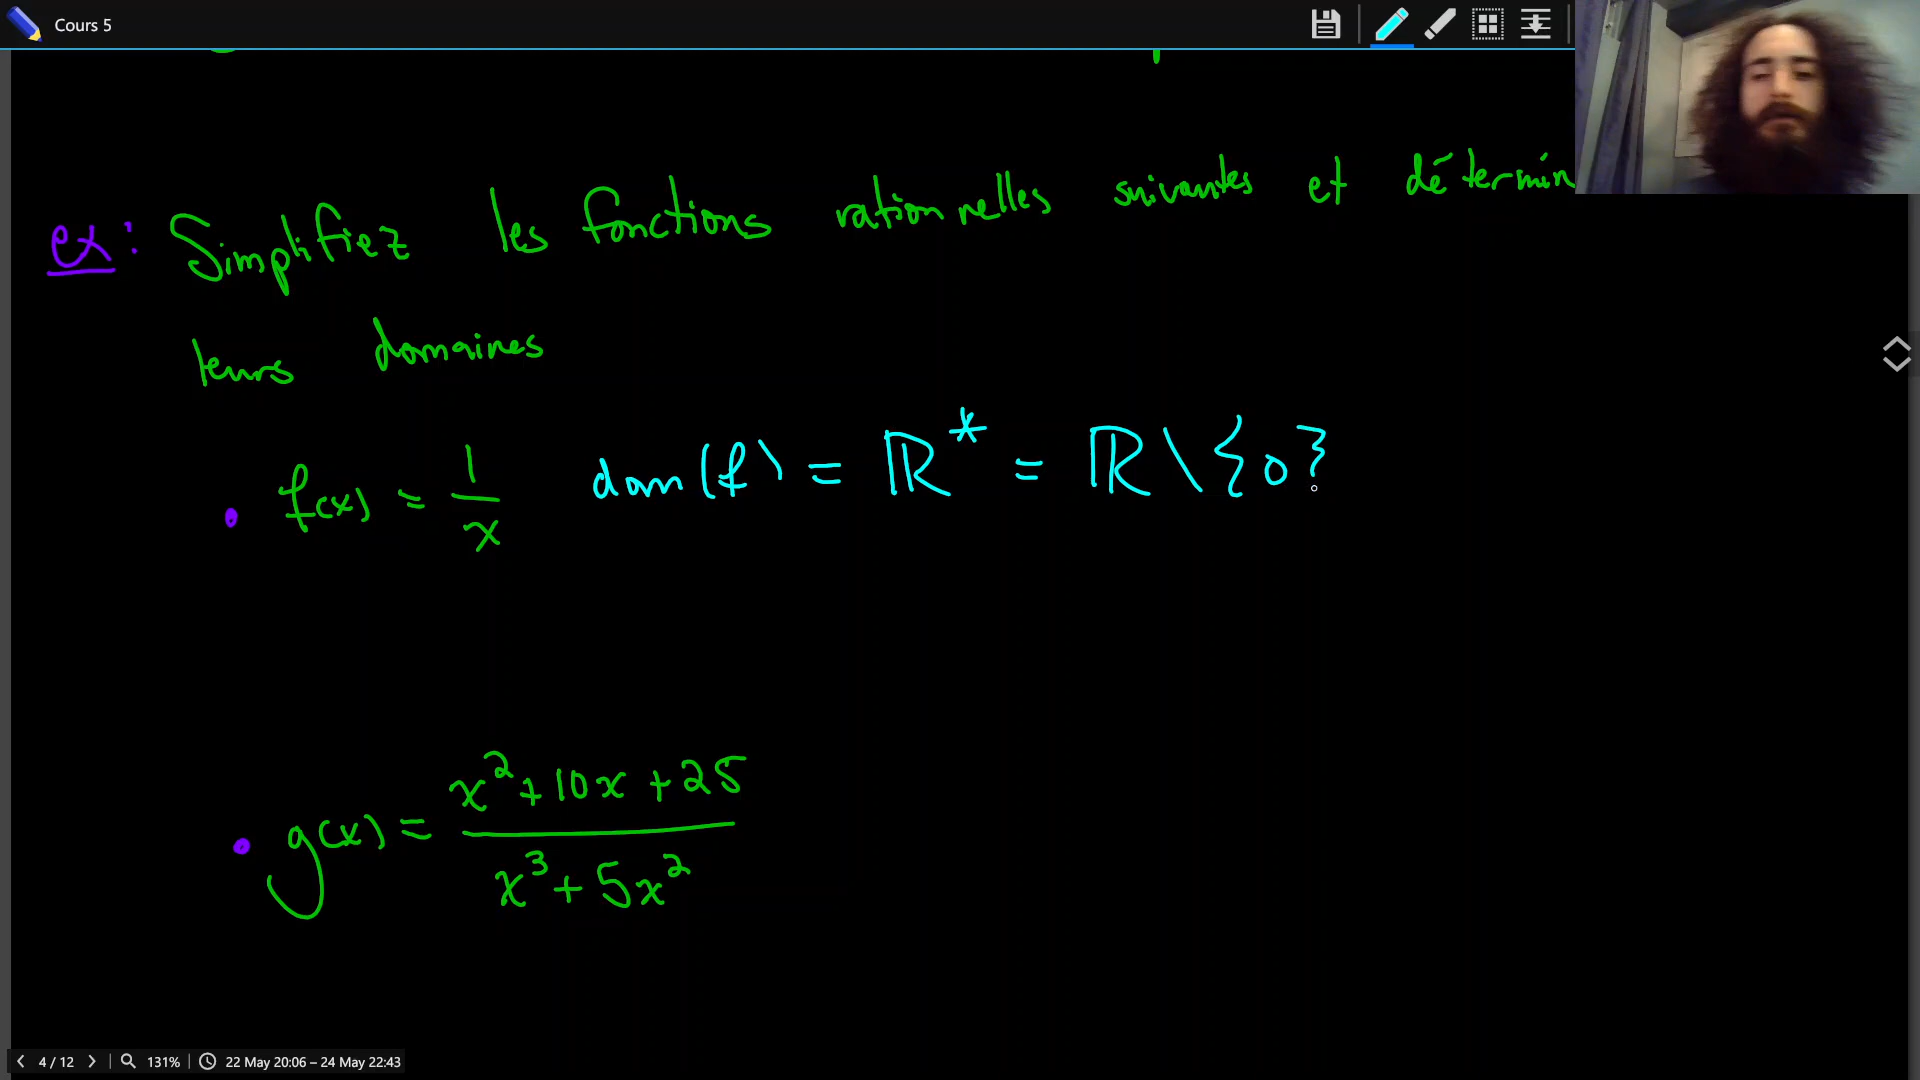 Cours 5
ex: Simplifiez les fonctions rationnelles suivantes et détermin
leurs domaines
• f(x) = 1/x dom(f) = ℝ* = ℝ \ {0}
• g(x) = (x² + 10x + 25)/(x³ + 5x²)
4 / 12 131% 22 May 20:06 – 24 May 22:43